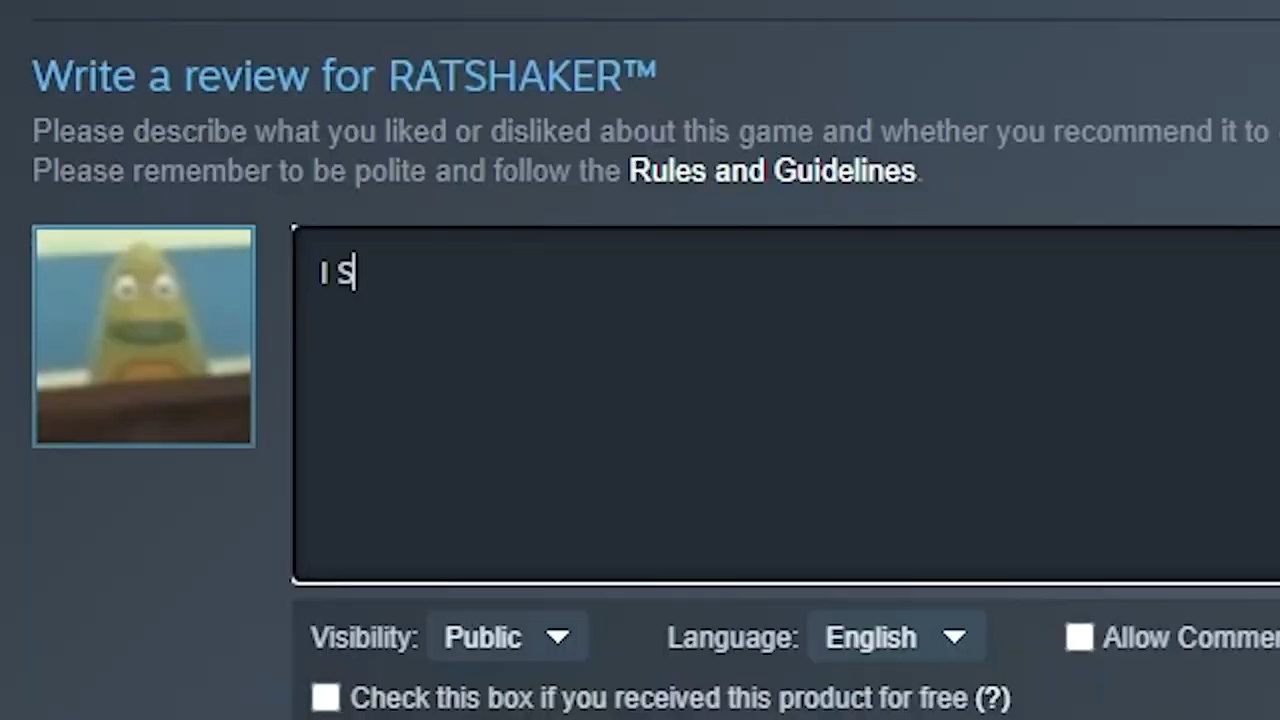 Write a review for RATSHAKER™
Please describe what you liked or disliked about this game and whether you recommend it to
Please remember to be polite and follow the Rules and Guidelines.
I S
Visibility: Public Language: English Allow Commen
Check this box if you received this product for free (?)